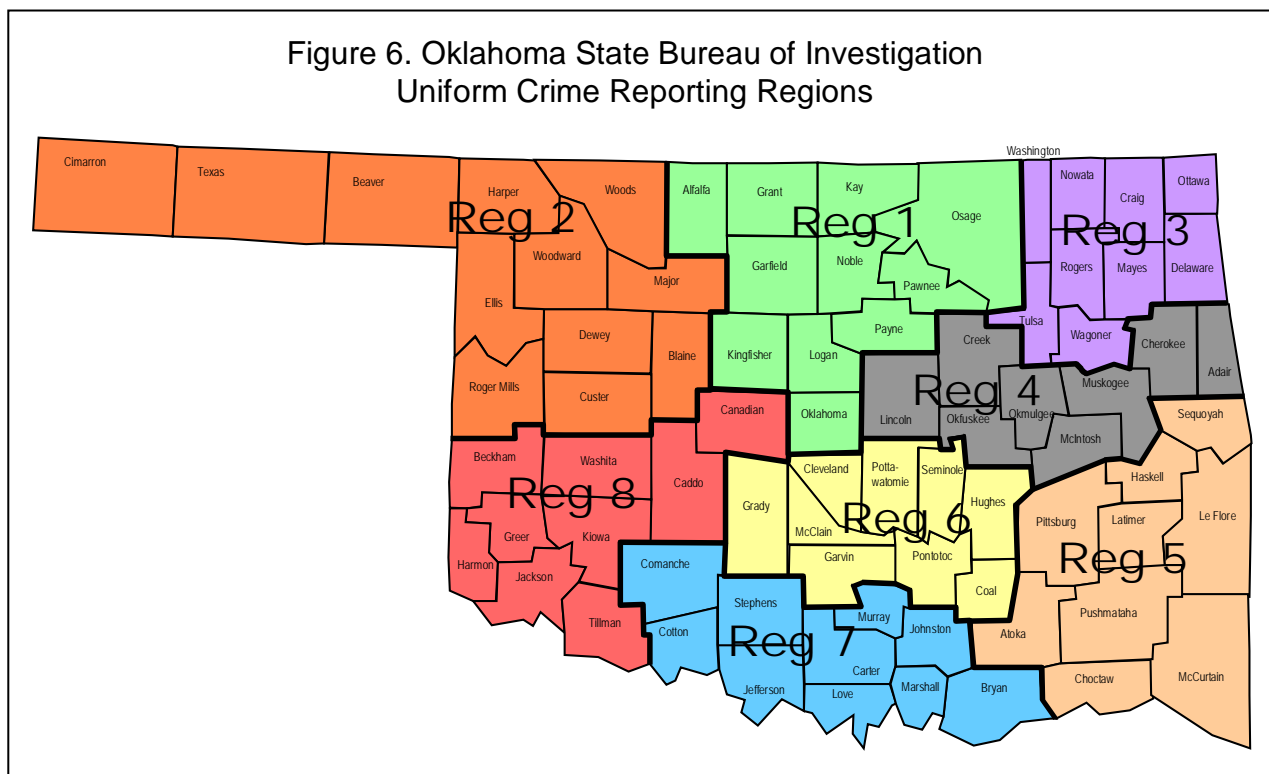 Figure 6. Oklahoma State Bureau of Investigation
Uniform Crime Reporting Regions
Cimarron
Texas
Beaver
Harper
Woods
Reg 2
Woodward
Ellis
Major
Dewey
Blaine
Roger Mills
Custer
Alfalfa
Grant
Kay
Osage
Reg 1
Garfield
Noble
Pawnee
Payne
Kingfisher
Logan
Oklahoma
Washington
Nowata
Craig
Ottawa
Reg 3
Rogers
Mayes
Delaware
Tulsa
Wagoner
Creek
Cherokee
Adair
Muskogee
Reg 4
Lincoln
Okfuskee
Okmulgee
McIntosh
Canadian
Beckham
Washita
Caddo
Reg 8
Greer
Kiowa
Harmon
Jackson
Tillman
Cleveland
Potta-
watomie
Seminole
Hughes
Grady
McClain
Reg 6
Garvin
Pontotoc
Coal
Sequoyah
Haskell
Le Flore
Pittsburg
Latimer
Reg 5
Pushmataha
Atoka
Choctaw
McCurtain
Comanche
Stephens
Murray
Johnston
Cotton
Reg 7
Carter
Jefferson
Love
Marshall
Bryan